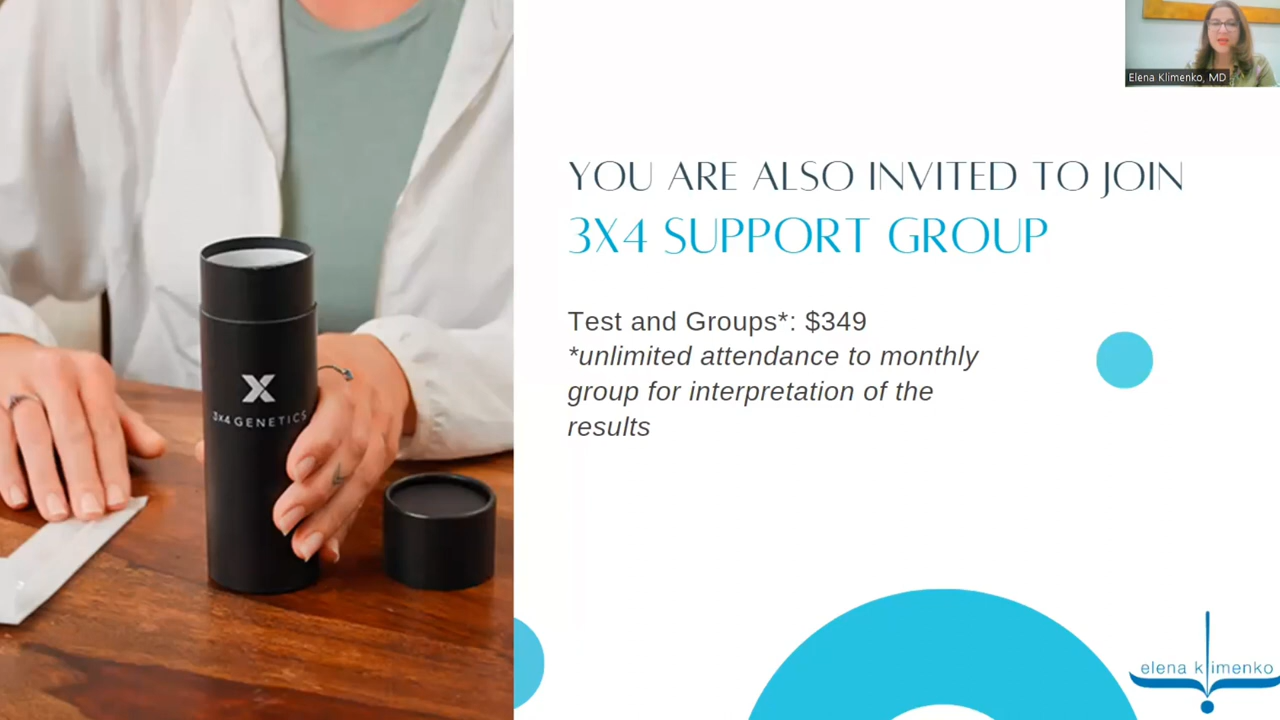 Elena Klimenko, MD
YOU ARE ALSO INVITED TO JOIN
3X4 SUPPORT GROUP
Test and Groups*: $349
*unlimited attendance to monthly
group for interpretation of the
results
3X4 GENETICS
elena klimenko